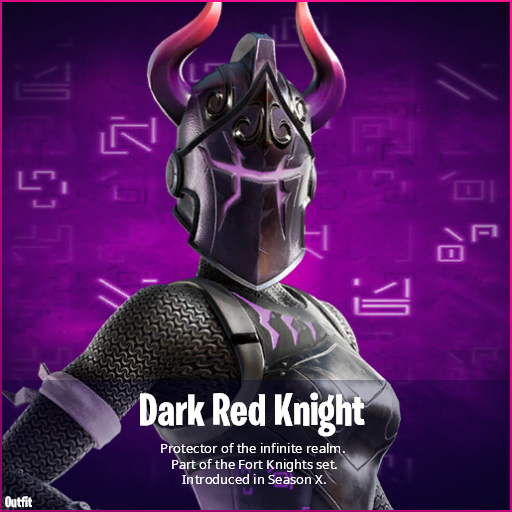 Dark Red Knight
Protector of the infinite realm.
Part of the Fort Knights set.
Introduced in Season X.
Outfit